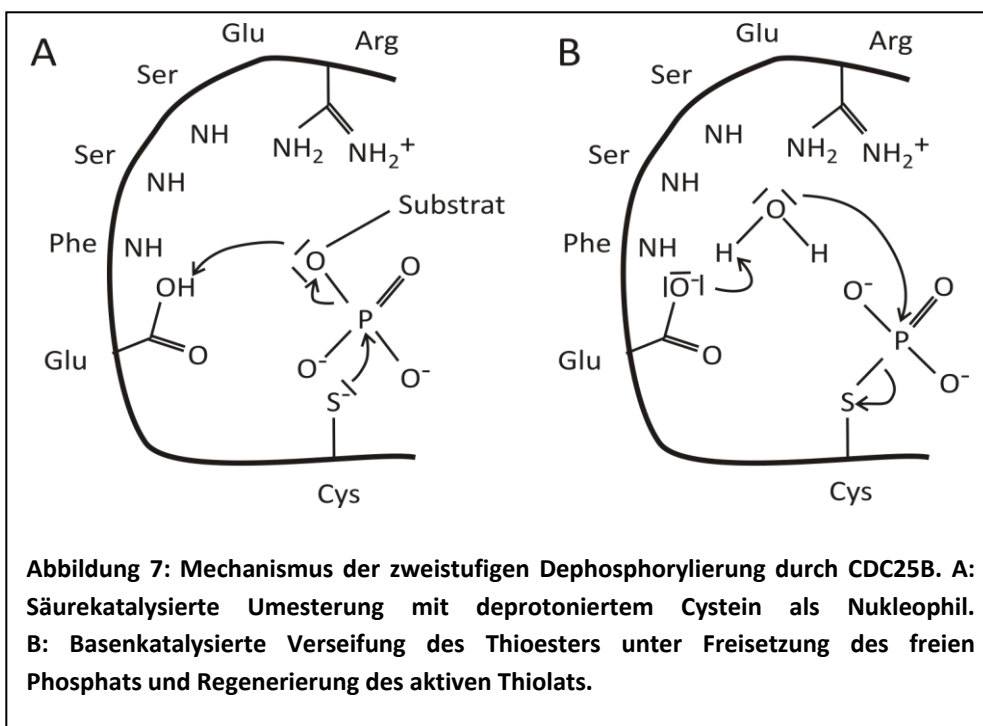 A
Glu
Arg
Ser
NH
NH₂
NH₂⁺
Ser
NH
Substrat
Phe
NH
OH
O
O
P
Glu
O
O⁻
O⁻
S⁻
Cys
B
Glu
Arg
Ser
NH
NH₂
NH₂⁺
Ser
NH
O
Phe
NH
H
H
|O⁻|
O⁻
O
P
Glu
O
O⁻
S
Cys
Abbildung 7: Mechanismus der zweistufigen Dephosphorylierung durch CDC25B. A:
Säurekatalysierte Umesterung mit deprotoniertem Cystein als Nukleophil.
B: Basenkatalysierte Verseifung des Thioesters unter Freisetzung des freien
Phosphats und Regenerierung des aktiven Thiolats.